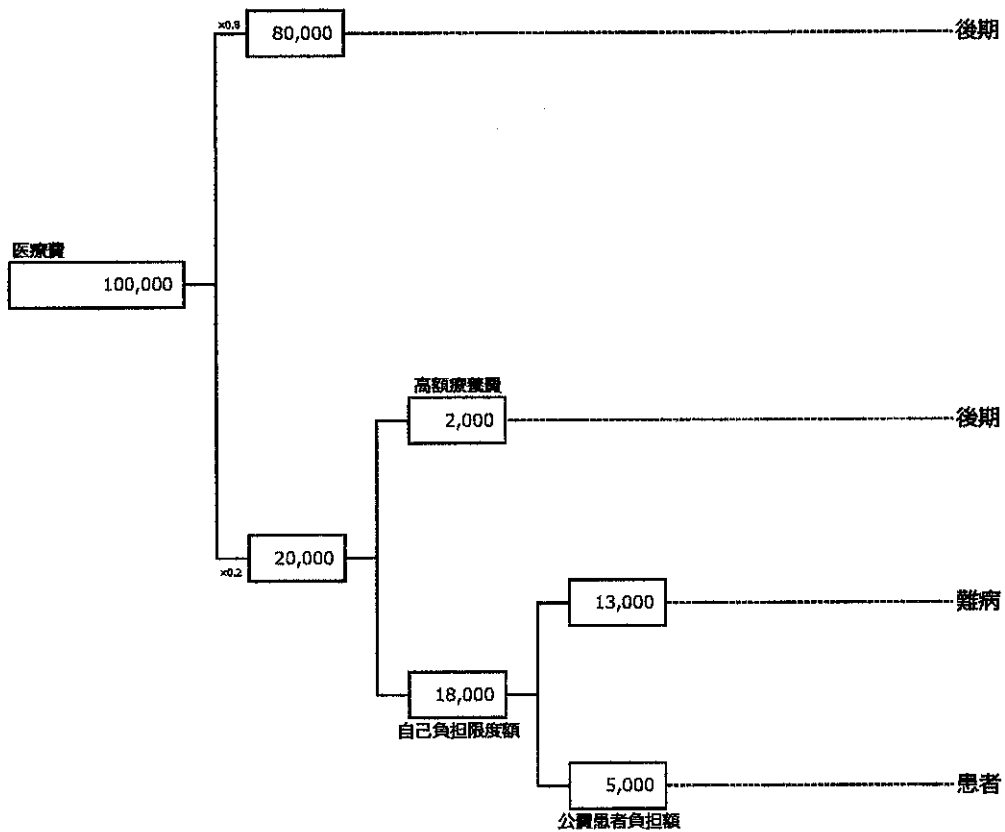 ×0.8
80,000
後期
医療費
100,000
高額療養費
2,000
後期
20,000
×0.2
13,000
難病
18,000
自己負担限度額
5,000
患者
公費患者負担額